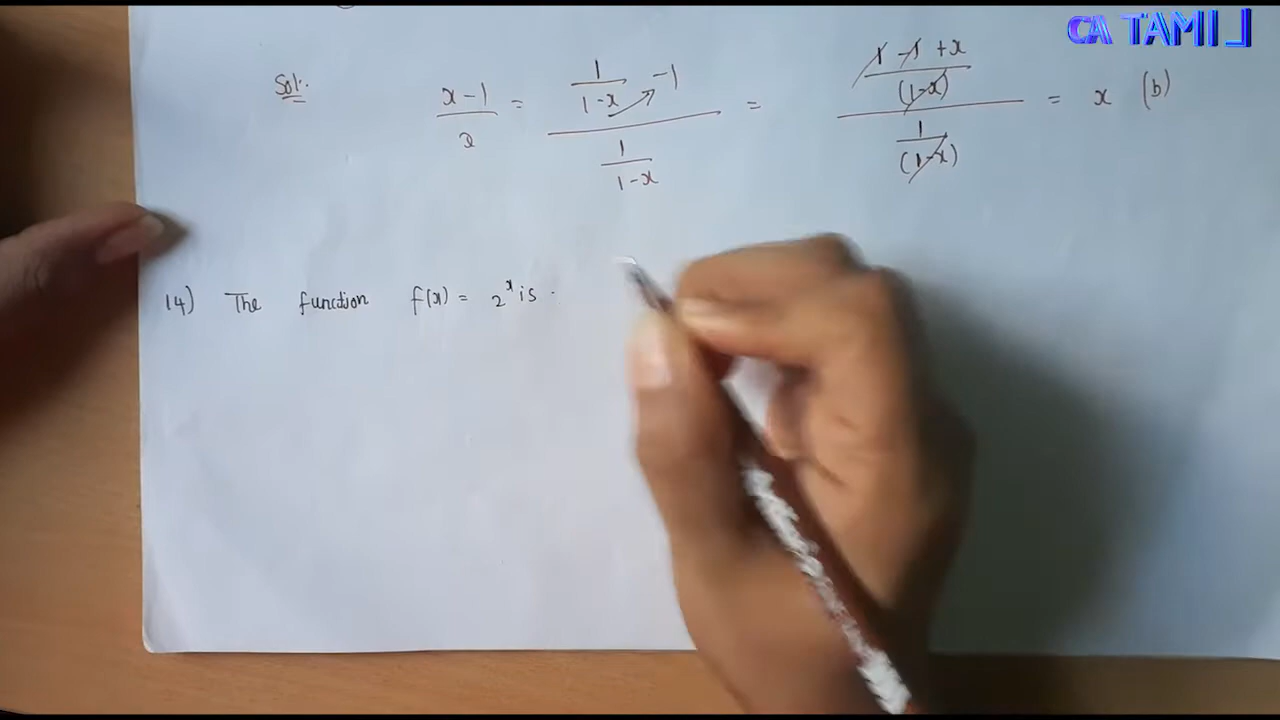 CA TAMIL
Sol:
x-1 / x = (1/(1-x) - 1) / (1/(1-x)) = ((1 - 1 + x)/(1-x)) / (1/(1-x)) = x (b)
14) The function f(x) = 2^x is -